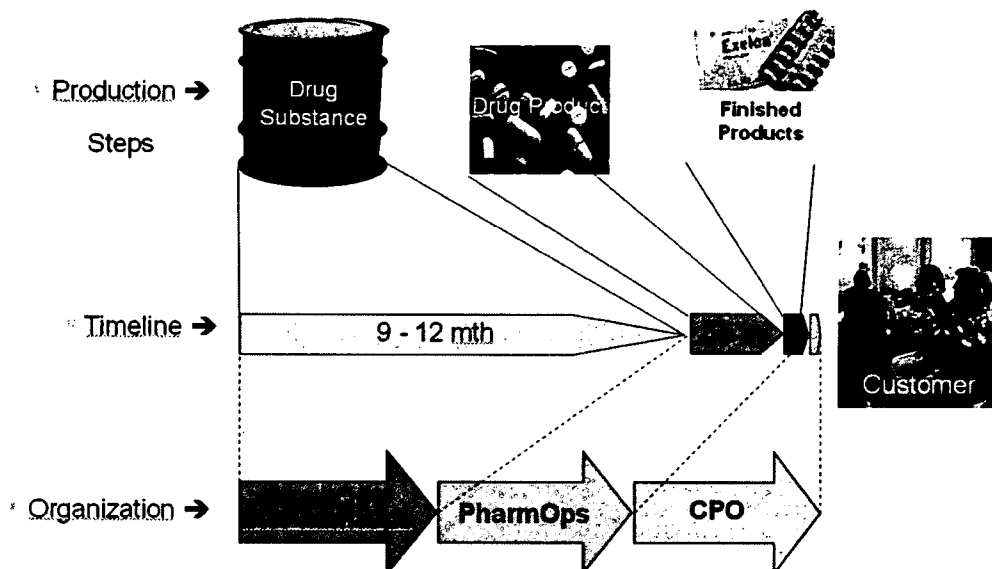 Production ➔
Steps
Drug
Substance
Drug Product
Exelon
Finished
Products
Timeline ➔
9 - 12 mth
Customer
Organization ➔
PharmOps
CPO